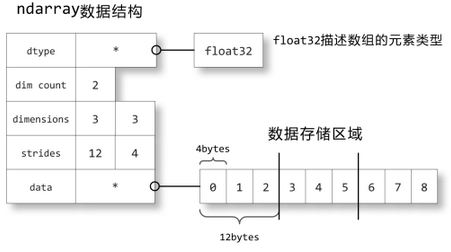 ndarray数据结构
dtype * float32 float32描述数组的元素类型
dim count 2
dimensions 3 3
数据存储区域
strides 12 4
4bytes
data * 0 1 2 3 4 5 6 7 8
12bytes